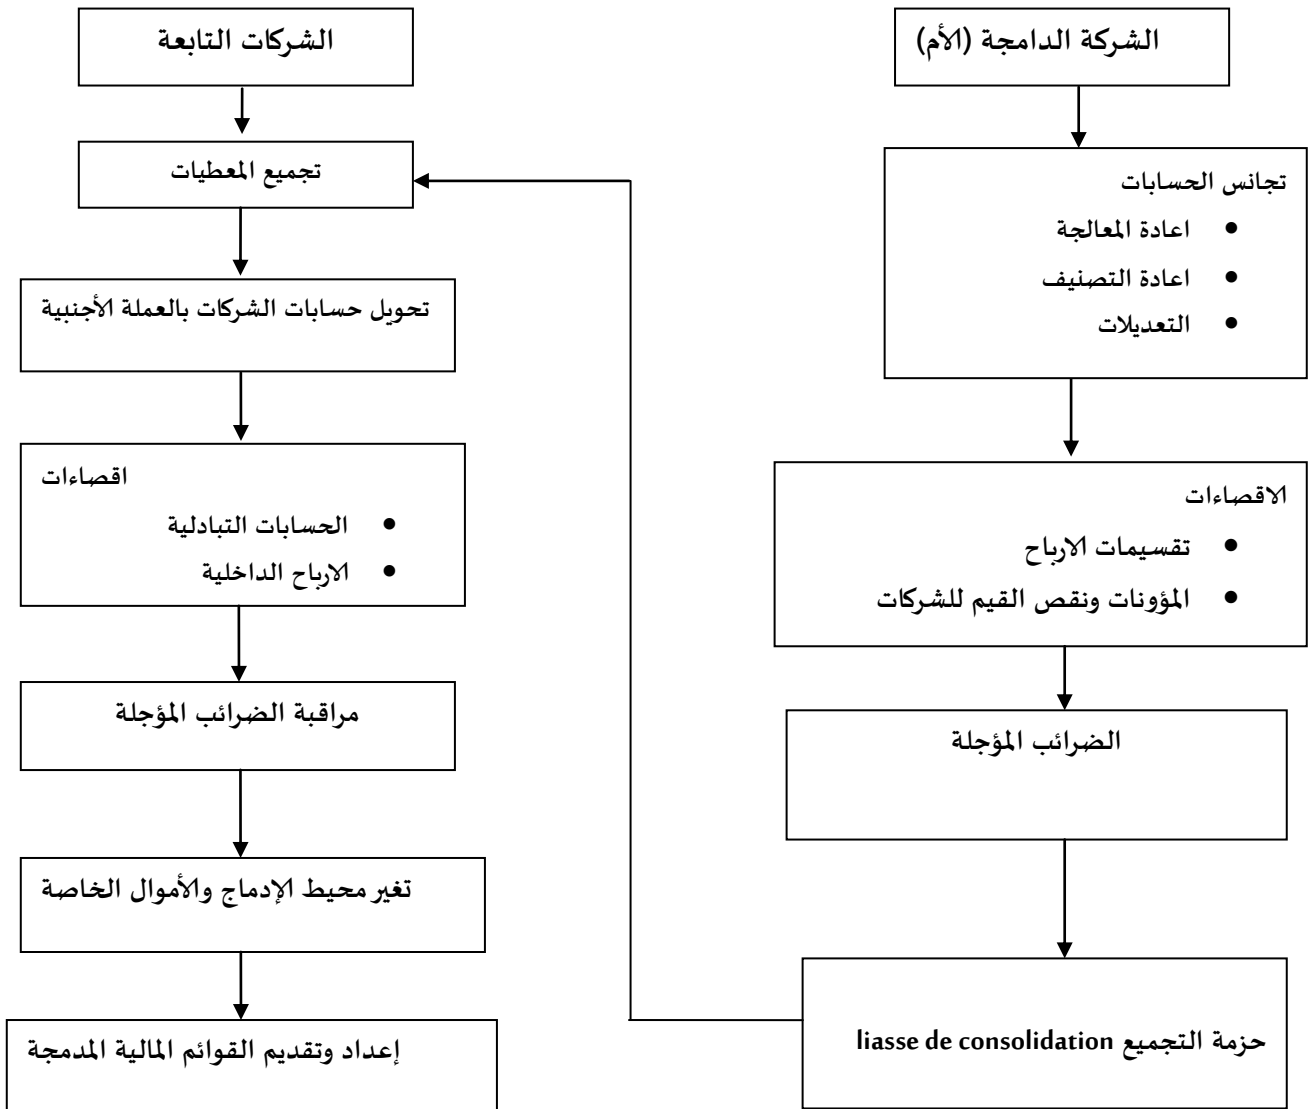 الشركة الدامجة (الأم)
تجانس الحسابات
• اعادة المعالجة
• اعادة التصنيف
• التعديلات
الاقصاءات
• تقسيمات الارباح
• المؤونات ونقص القيم للشركات
الضرائب المؤجلة
حزمة التجميع liasse de consolidation
الشركات التابعة
تجميع المعطيات
تحويل حسابات الشركات بالعملة الأجنبية
اقصاءات
• الحسابات التبادلية
• الارباح الداخلية
مراقبة الضرائب المؤجلة
تغير محيط الإدماج والأموال الخاصة
إعداد وتقديم القوائم المالية المدمجة